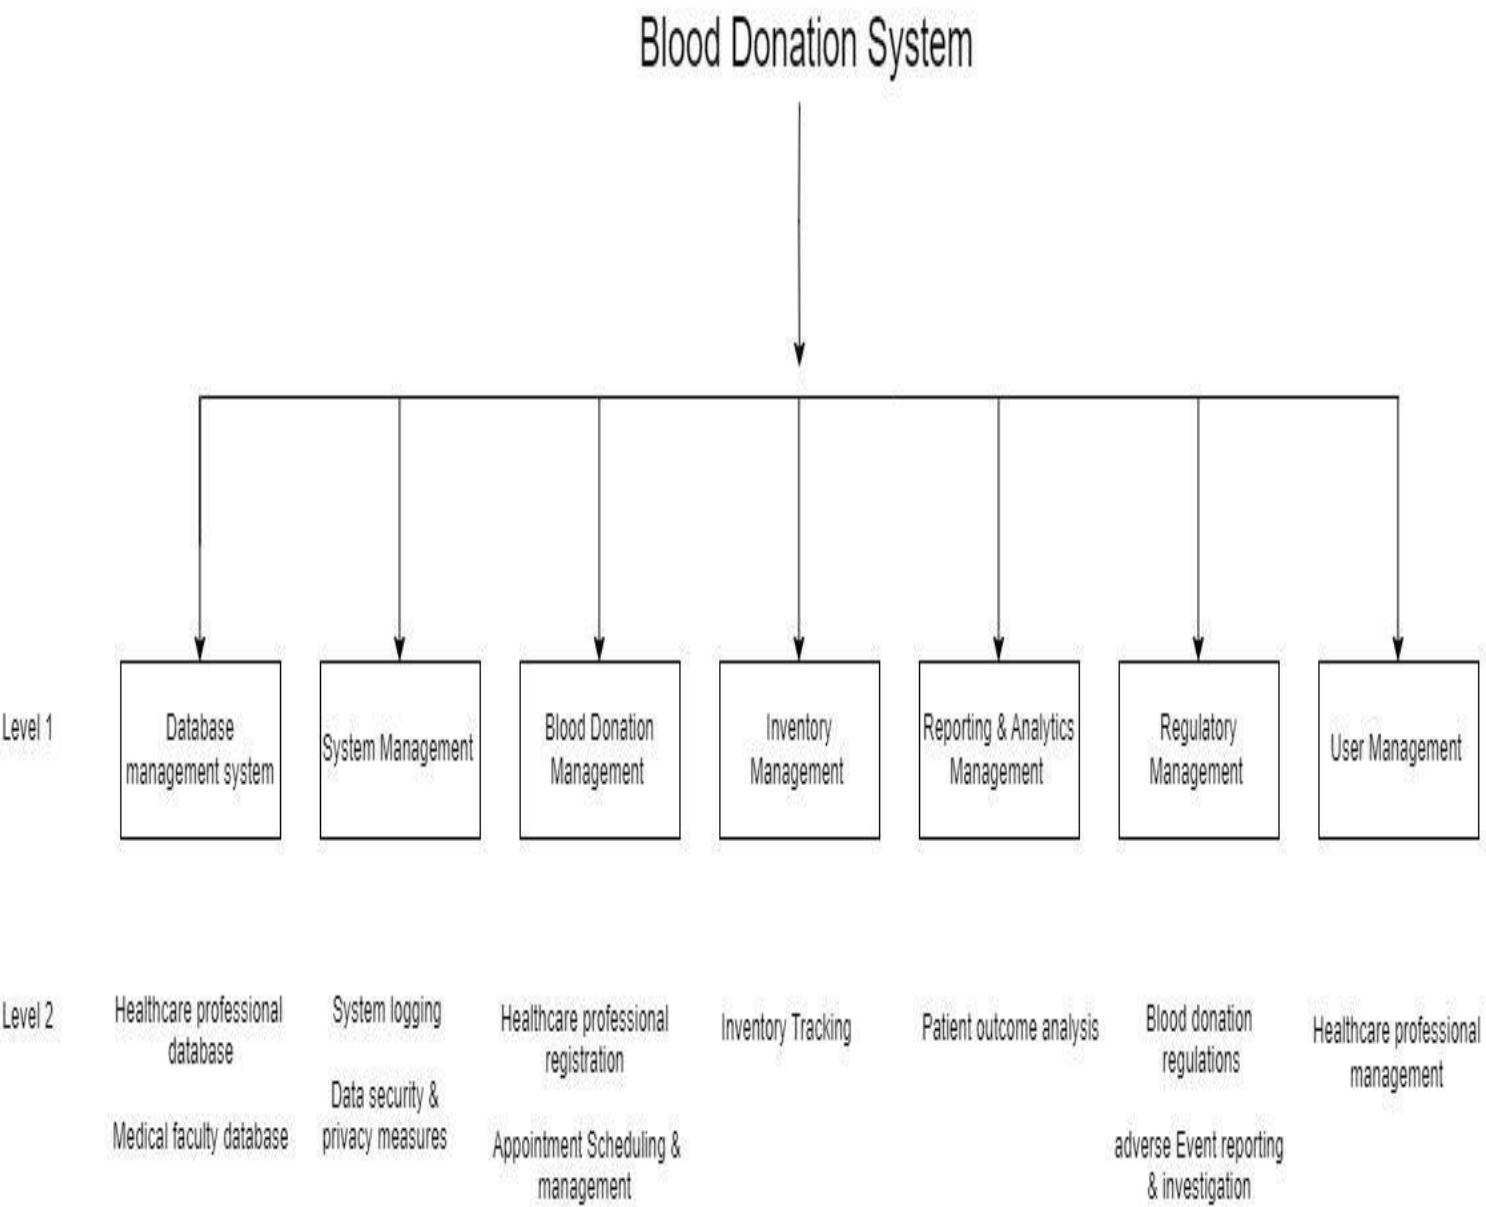 Blood Donation System
Level 1
Database
management system
System Management
Blood Donation
Management
Inventory
Management
Reporting & Analytics
Management
Regulatory
Management
User Management
Level 2
Healthcare professional
database
Medical faculty database
System logging
Data security &
privacy measures
Healthcare professional
registration
Appointment Scheduling &
management
Inventory Tracking
Patient outcome analysis
Blood donation
regulations
adverse Event reporting
& investigation
Healthcare professional
management